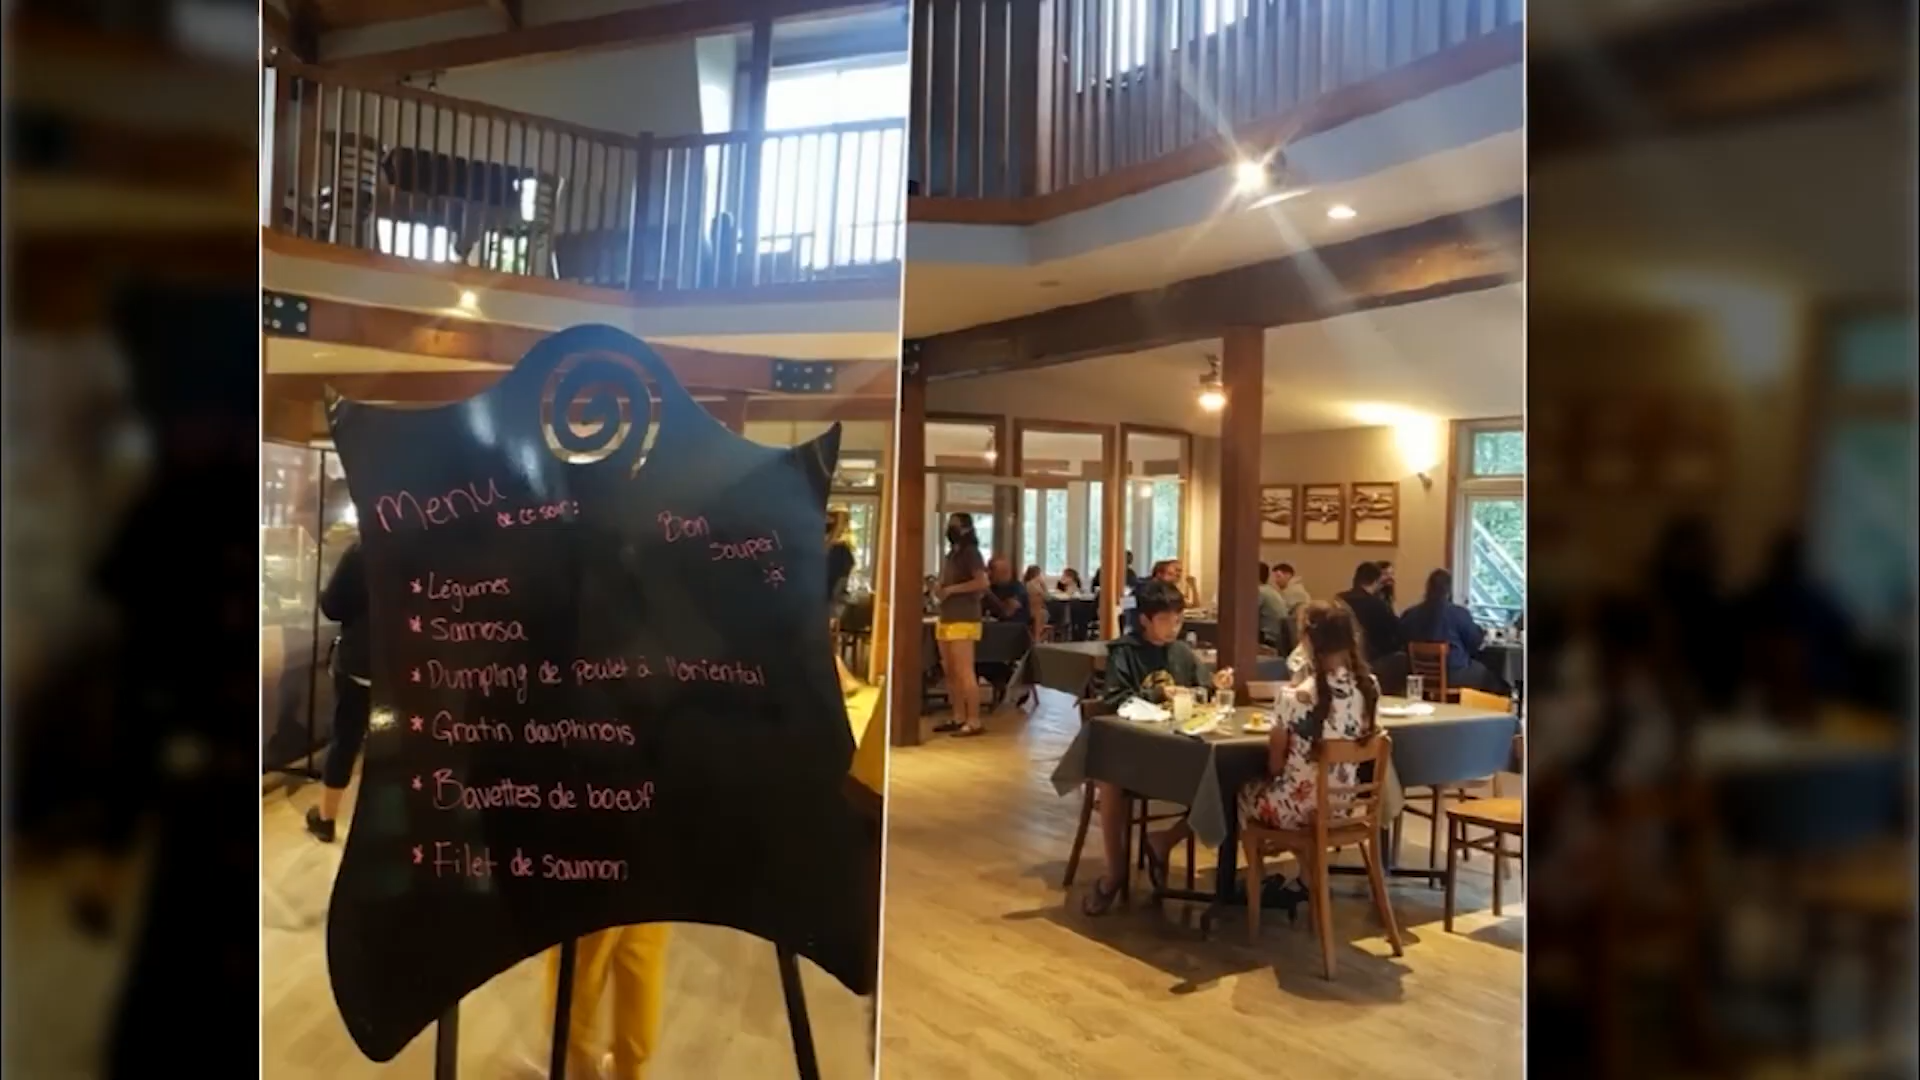 Menu
de ce soir:
Bon
souper!
* Légumes
* Samosa
* Dumpling de poulet à l'oriental
* Gratin dauphinois
* Bavettes de boeuf
* Filet de saumon